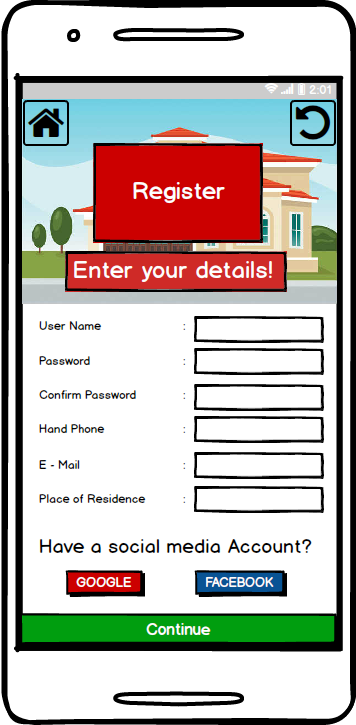 2:01
Register
Enter your details!
User Name :
Password :
Confirm Password :
Hand Phone :
E - Mail :
Place of Residence :
Have a social media Account?
GOOGLE FACEBOOK
Continue